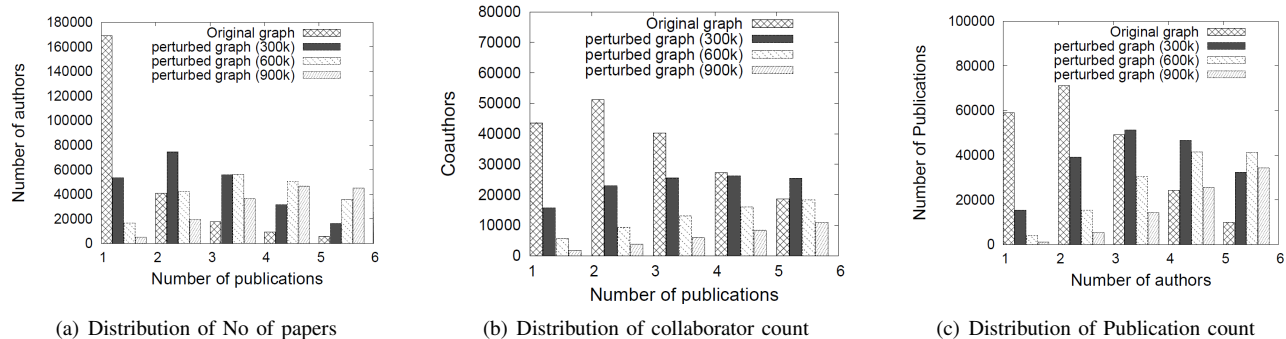 Original graph
perturbed graph (300k)
perturbed graph (600k)
perturbed graph (900k)
Number of authors
180000
160000
140000
120000
100000
80000
60000
40000
20000
0
1 2 3 4 5 6
Number of publications
(a) Distribution of No of papers
Original graph
perturbed graph (300k)
perturbed graph (600k)
perturbed graph (900k)
Coauthors
80000
70000
60000
50000
40000
30000
20000
10000
0
1 2 3 4 5 6
Number of publications
(b) Distribution of collaborator count
Original graph
perturbed graph (300k)
perturbed graph (600k)
perturbed graph (900k)
Number of Publications
100000
80000
60000
40000
20000
0
1 2 3 4 5 6
Number of authors
(c) Distribution of Publication count